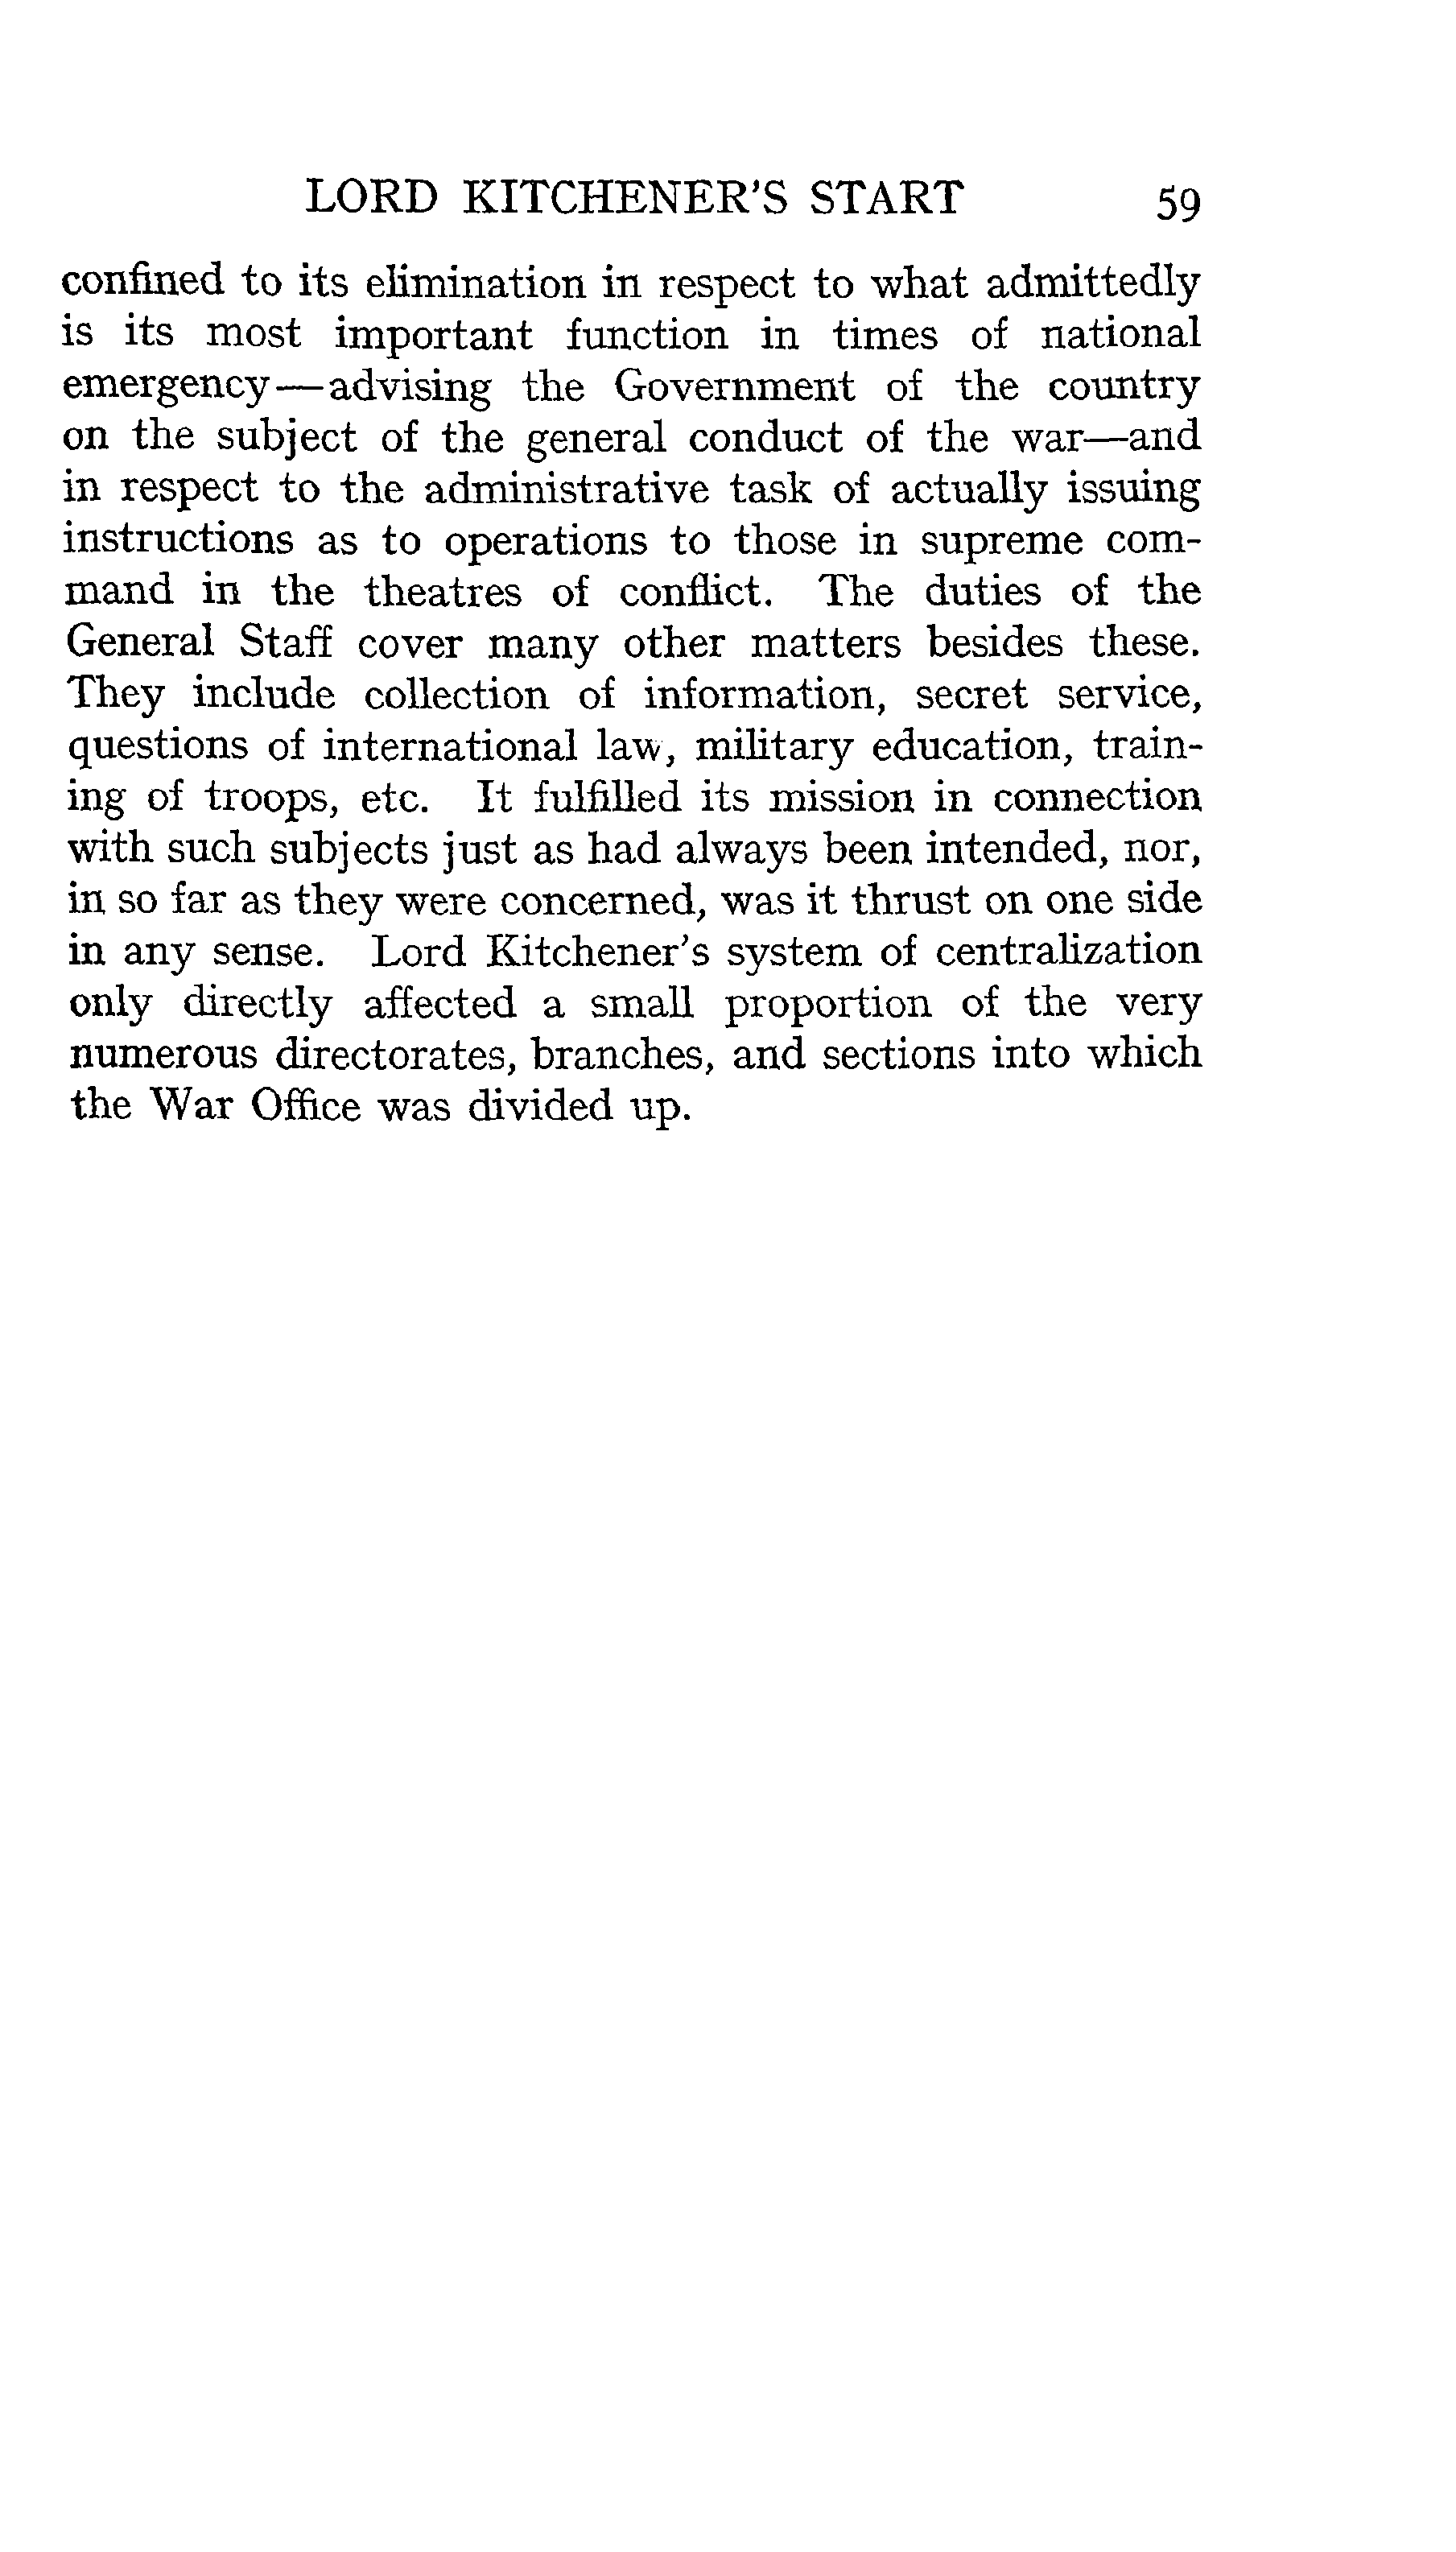 LORD KITCHENER'S START 59
confined to its elimination in respect to what admittedly
is its most important function in times of national
emergency—advising the Government of the country
on the subject of the general conduct of the war—and
in respect to the administrative task of actually issuing
instructions as to operations to those in supreme com-
mand in the theatres of conflict. The duties of the
General Staff cover many other matters besides these.
They include collection of information, secret service,
questions of international law, military education, train-
ing of troops, etc. It fulfilled its mission in connection
with such subjects just as had always been intended, nor,
in so far as they were concerned, was it thrust on one side
in any sense. Lord Kitchener's system of centralization
only directly affected a small proportion of the very
numerous directorates, branches, and sections into which
the War Office was divided up.